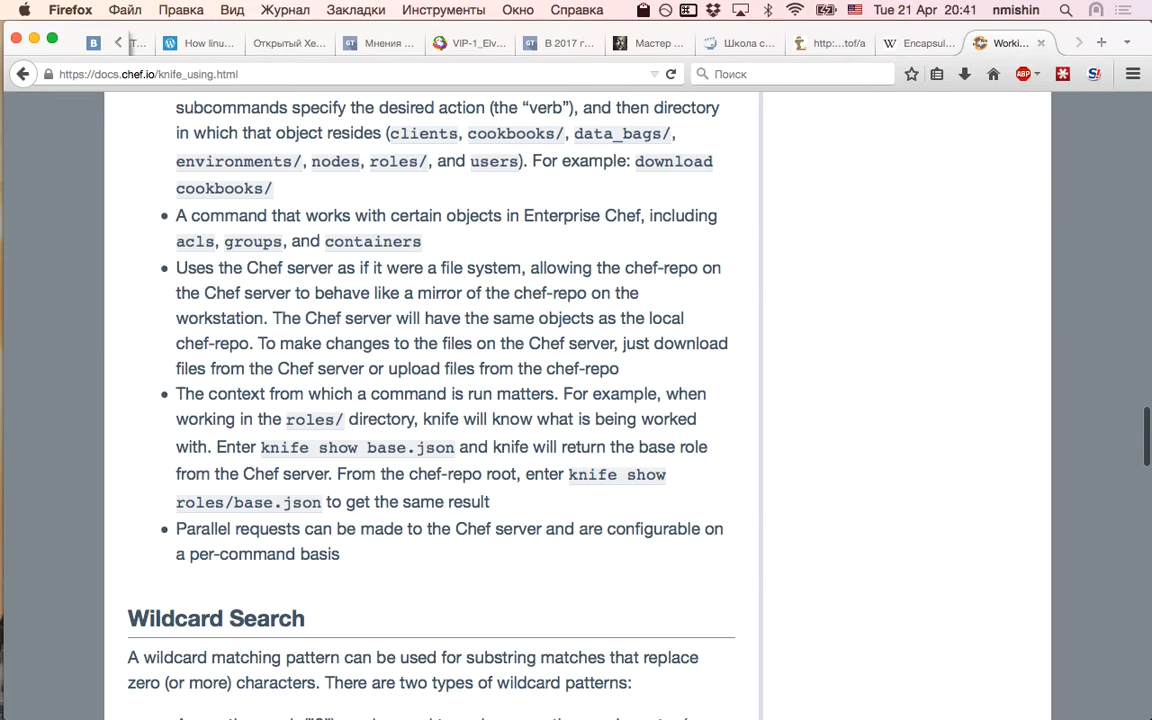 Firefox Файл Правка Вид Журнал Закладки Инструменты Окно Справка Tue 21 Apr 20:41 nmishin
Т... How linu... Открытый Хе... GT Мнения ... VIP-1_Elv... GT В 2017 г... Мастер ... Школа с... http:...tof/a W Encapsul... Worki...
https://docs.chef.io/knife_using.html Поиск ABP
subcommands specify the desired action (the “verb”), and then directory
in which that object resides (clients, cookbooks/, data_bags/,
environments/, nodes, roles/, and users). For example: download
cookbooks/
• A command that works with certain objects in Enterprise Chef, including
acls, groups, and containers
• Uses the Chef server as if it were a file system, allowing the chef-repo on
the Chef server to behave like a mirror of the chef-repo on the
workstation. The Chef server will have the same objects as the local
chef-repo. To make changes to the files on the Chef server, just download
files from the Chef server or upload files from the chef-repo
• The context from which a command is run matters. For example, when
working in the roles/ directory, knife will know what is being worked
with. Enter knife show base.json and knife will return the base role
from the Chef server. From the chef-repo root, enter knife show
roles/base.json to get the same result
• Parallel requests can be made to the Chef server and are configurable on
a per-command basis
Wildcard Search
A wildcard matching pattern can be used for substring matches that replace
zero (or more) characters. There are two types of wildcard patterns: